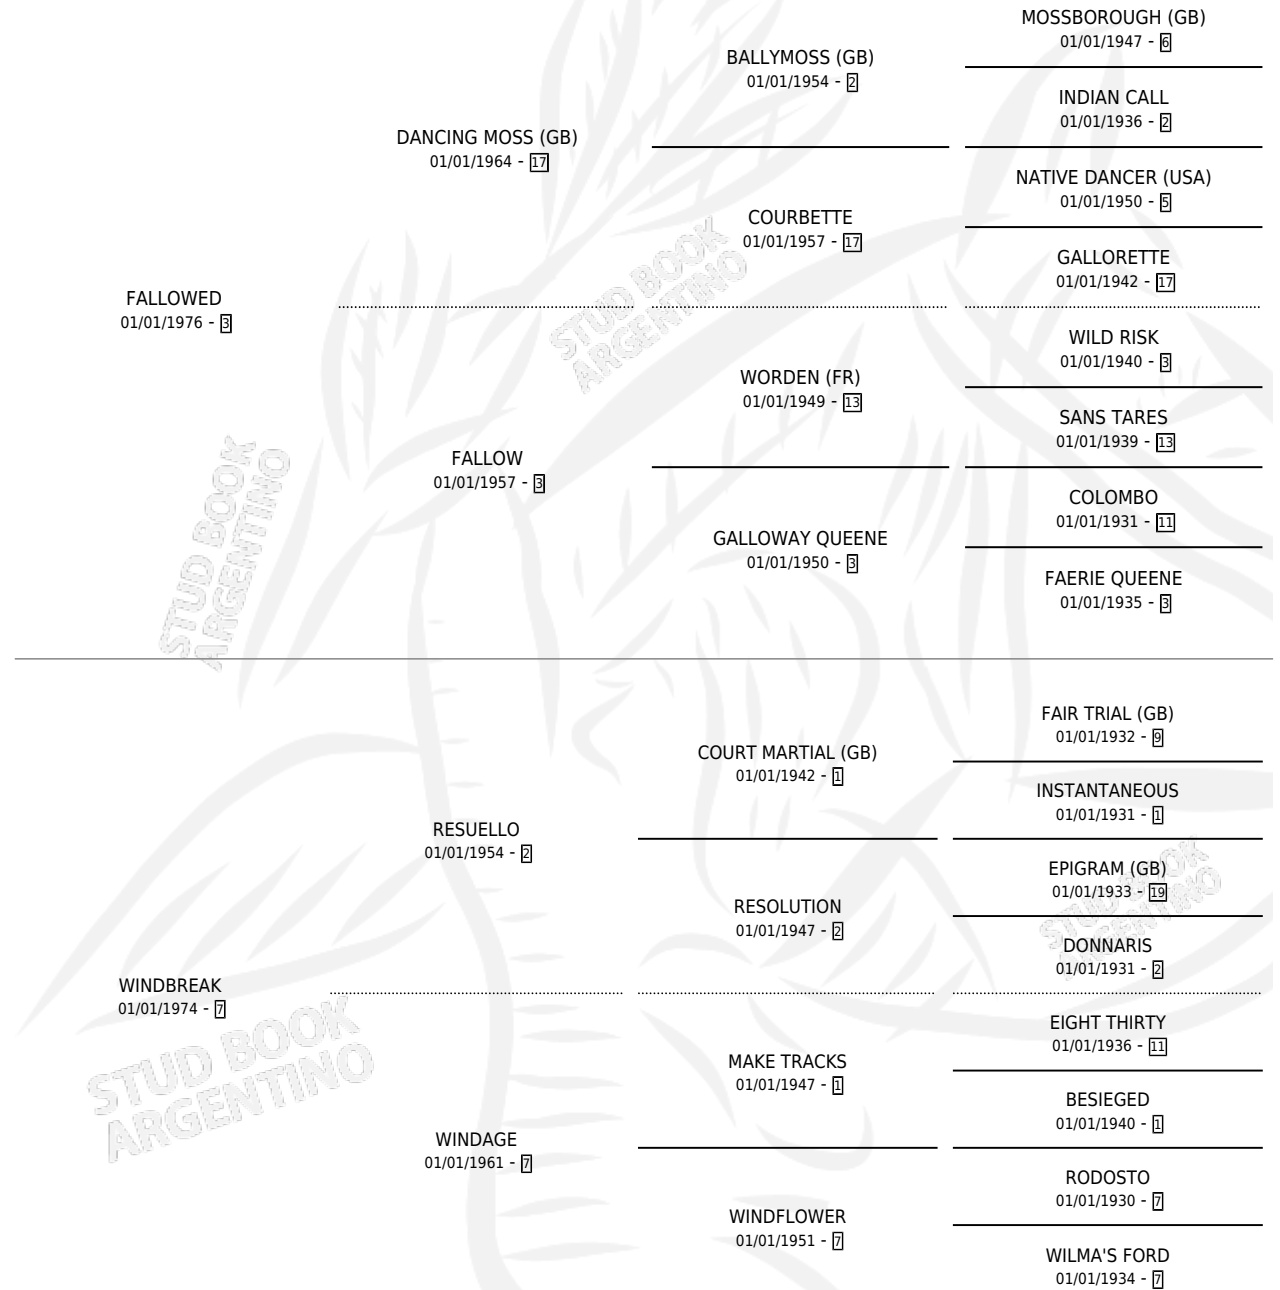 MOSSBOROUGH (GB)
01/01/1947 - 6
BALLYMOSS (GB)
01/01/1954 - 2
INDIAN CALL
01/01/1936 - 2
DANCING MOSS (GB)
01/01/1964 - 17
NATIVE DANCER (USA)
01/01/1950 - 5
COURBETTE
01/01/1957 - 17
GALLORETTE
01/01/1942 - 17
FALLOWED
01/01/1976 - 3
WILD RISK
01/01/1940 - 3
WORDEN (FR)
01/01/1949 - 13
SANS TARES
01/01/1939 - 13
FALLOW
01/01/1957 - 3
COLOMBO
01/01/1931 - 11
GALLOWAY QUEENE
01/01/1950 - 3
FAERIE QUEENE
01/01/1935 - 3
FAIR TRIAL (GB)
01/01/1932 - 9
COURT MARTIAL (GB)
01/01/1942 - 1
INSTANTANEOUS
01/01/1931 - 1
RESUELLO
01/01/1954 - 2
EPIGRAM (GB)
01/01/1933 - 19
RESOLUTION
01/01/1947 - 2
DONNARIS
01/01/1931 - 2
WINDBREAK
01/01/1974 - 7
EIGHT THIRTY
01/01/1936 - 11
MAKE TRACKS
01/01/1947 - 1
BESIEGED
01/01/1940 - 1
WINDAGE
01/01/1961 - 7
RODOSTO
01/01/1930 - 7
WINDFLOWER
01/01/1951 - 7
WILMA'S FORD
01/01/1934 - 7
STUD BOOK
ARGENTINO
STUD BOOK
ARGENTINO
STUD BOOK
ARGENTINO
STUD BOOK
ARGENTINO